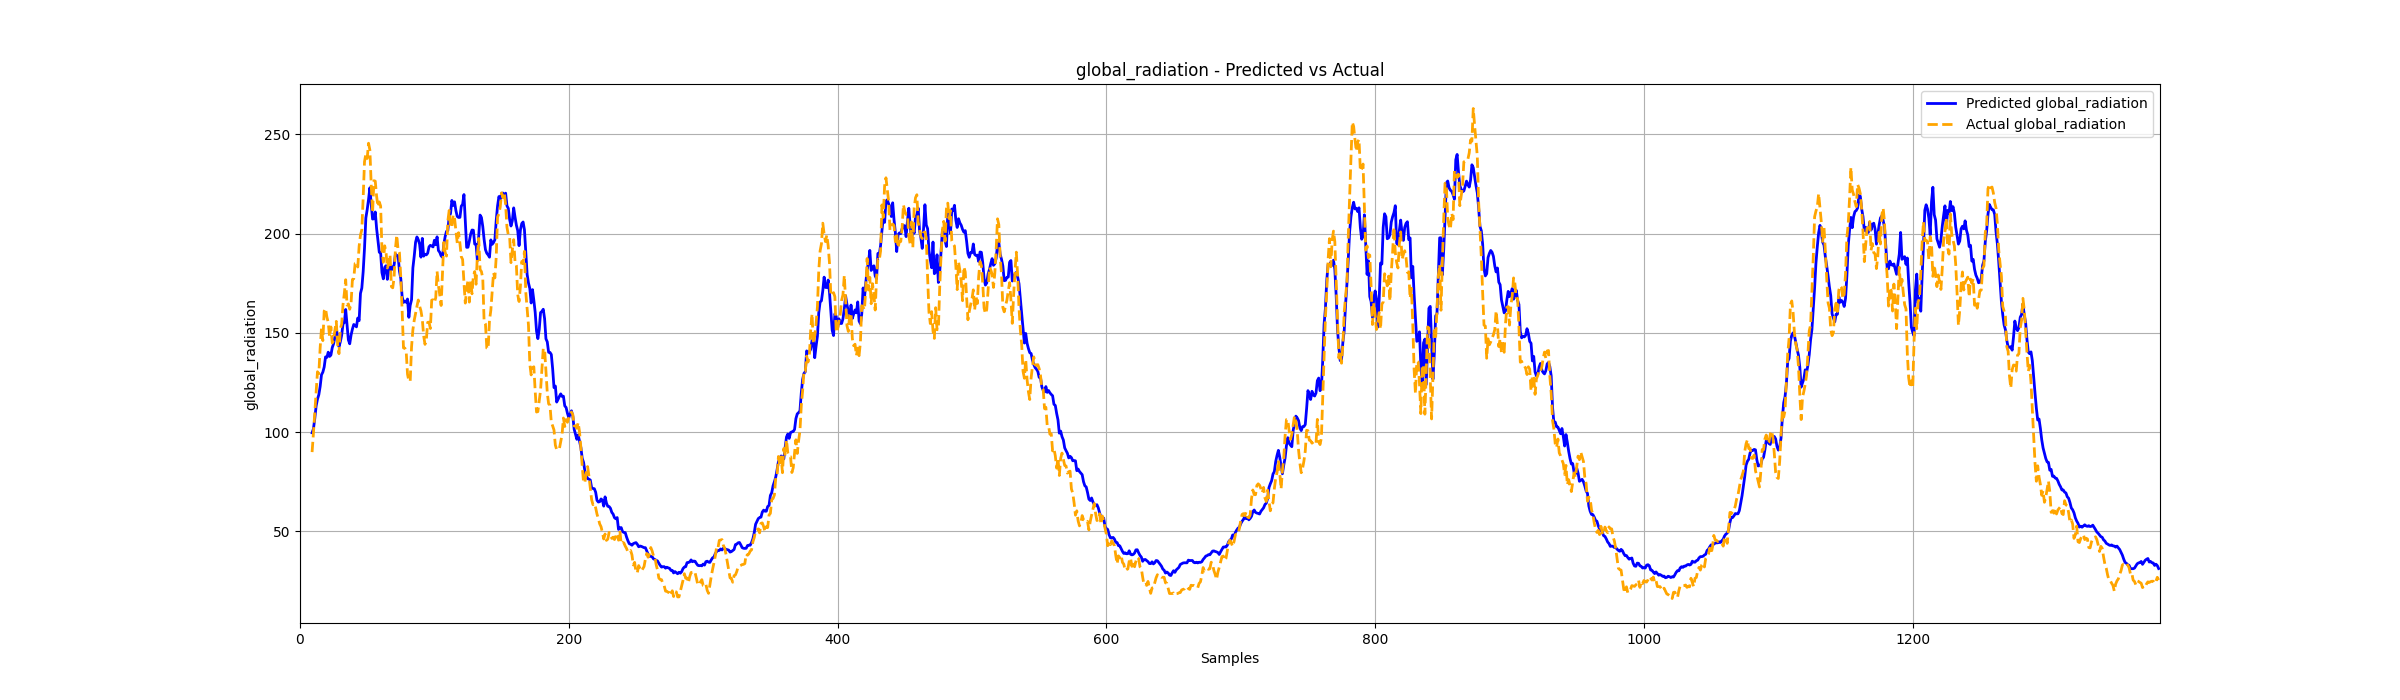 global_radiation - Predicted vs Actual
Predicted global_radiation
Actual global_radiation
global_radiation
250
200
150
100
50
0
200
400
600
800
1000
1200
Samples